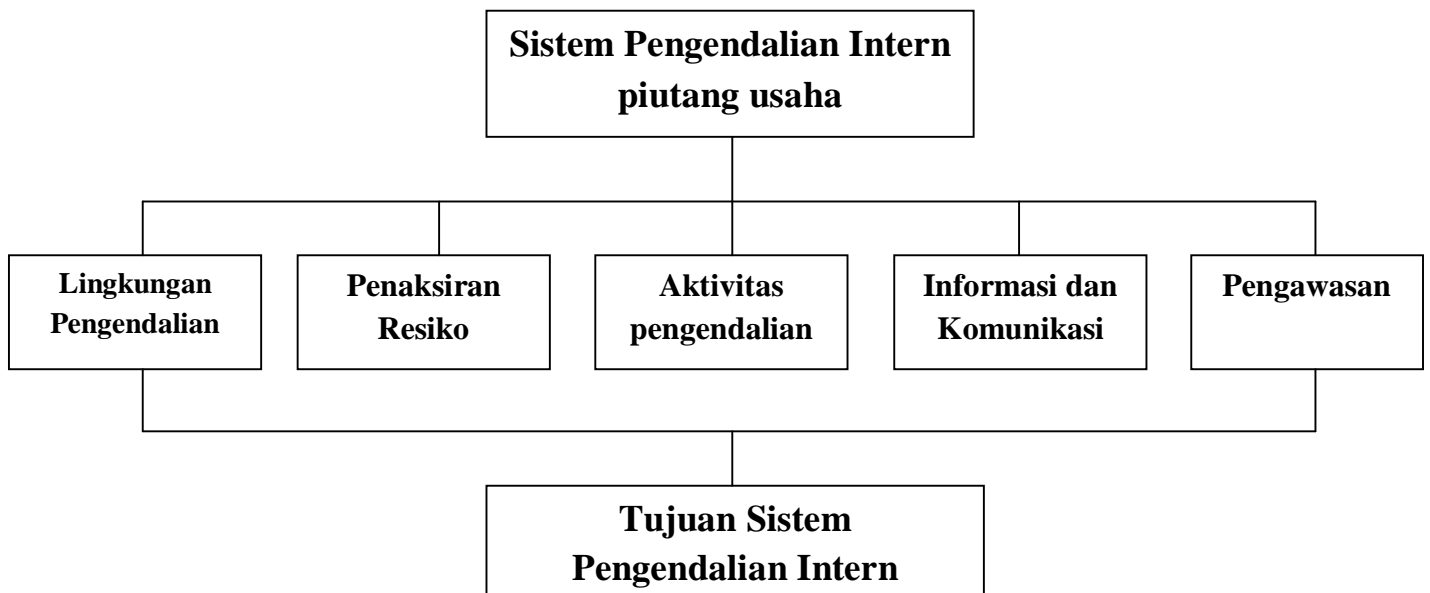 Sistem Pengendalian Intern
piutang usaha
Lingkungan
Pengendalian
Penaksiran
Resiko
Aktivitas
pengendalian
Informasi dan
Komunikasi
Pengawasan
Tujuan Sistem
Pengendalian Intern